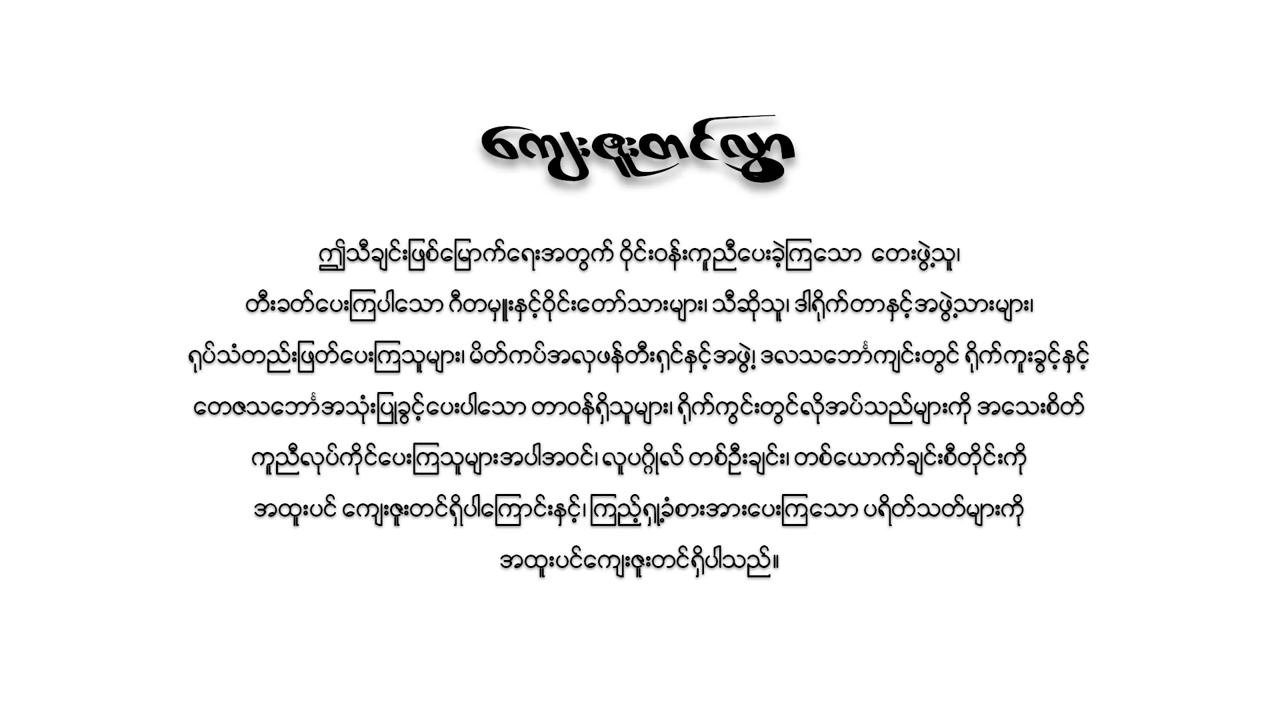 ကျေးဇူးတင်လွှာ
ဤသီချင်းဖြစ်မြောက်ရေးအတွက် ဝိုင်းဝန်းကူညီပေးခဲ့ကြသော တေးဖွဲ့သူ၊
တီးခတ်ပေးကြပါသော ဂီတမှူးနှင့်ဝိုင်းတော်သားများ၊ သီဆိုသူ၊ ဒါရိုက်တာနှင့်အဖွဲ့သားများ၊
ရုပ်သံတည်းဖြတ်ပေးကြသူများ၊ မိတ်ကပ်အလှဖန်တီးရှင်နှင့်အဖွဲ့၊ ဒလသင်္ဘောကျင်းတွင် ရိုက်ကူးခွင့်နှင့်
တေဇသင်္ဘောအသုံးပြုခွင့်ပေးပါသော တာဝန်ရှိသူများ၊ ရိုက်ကွင်းတွင်လိုအပ်သည်များကို အသေးစိတ်
ကူညီလုပ်ကိုင်ပေးကြသူများအပါအဝင်၊ လူပဂ္ဂိုလ် တစ်ဦးချင်း၊ တစ်ယောက်ချင်းစီတိုင်းကို
အထူးပင် ကျေးဇူးတင်ရှိပါကြောင်းနှင့်၊ ကြည့်ရှု့ခံစားအားပေးကြသော ပရိတ်သတ်များကို
အထူးပင်ကျေးဇူးတင်ရှိပါသည်။